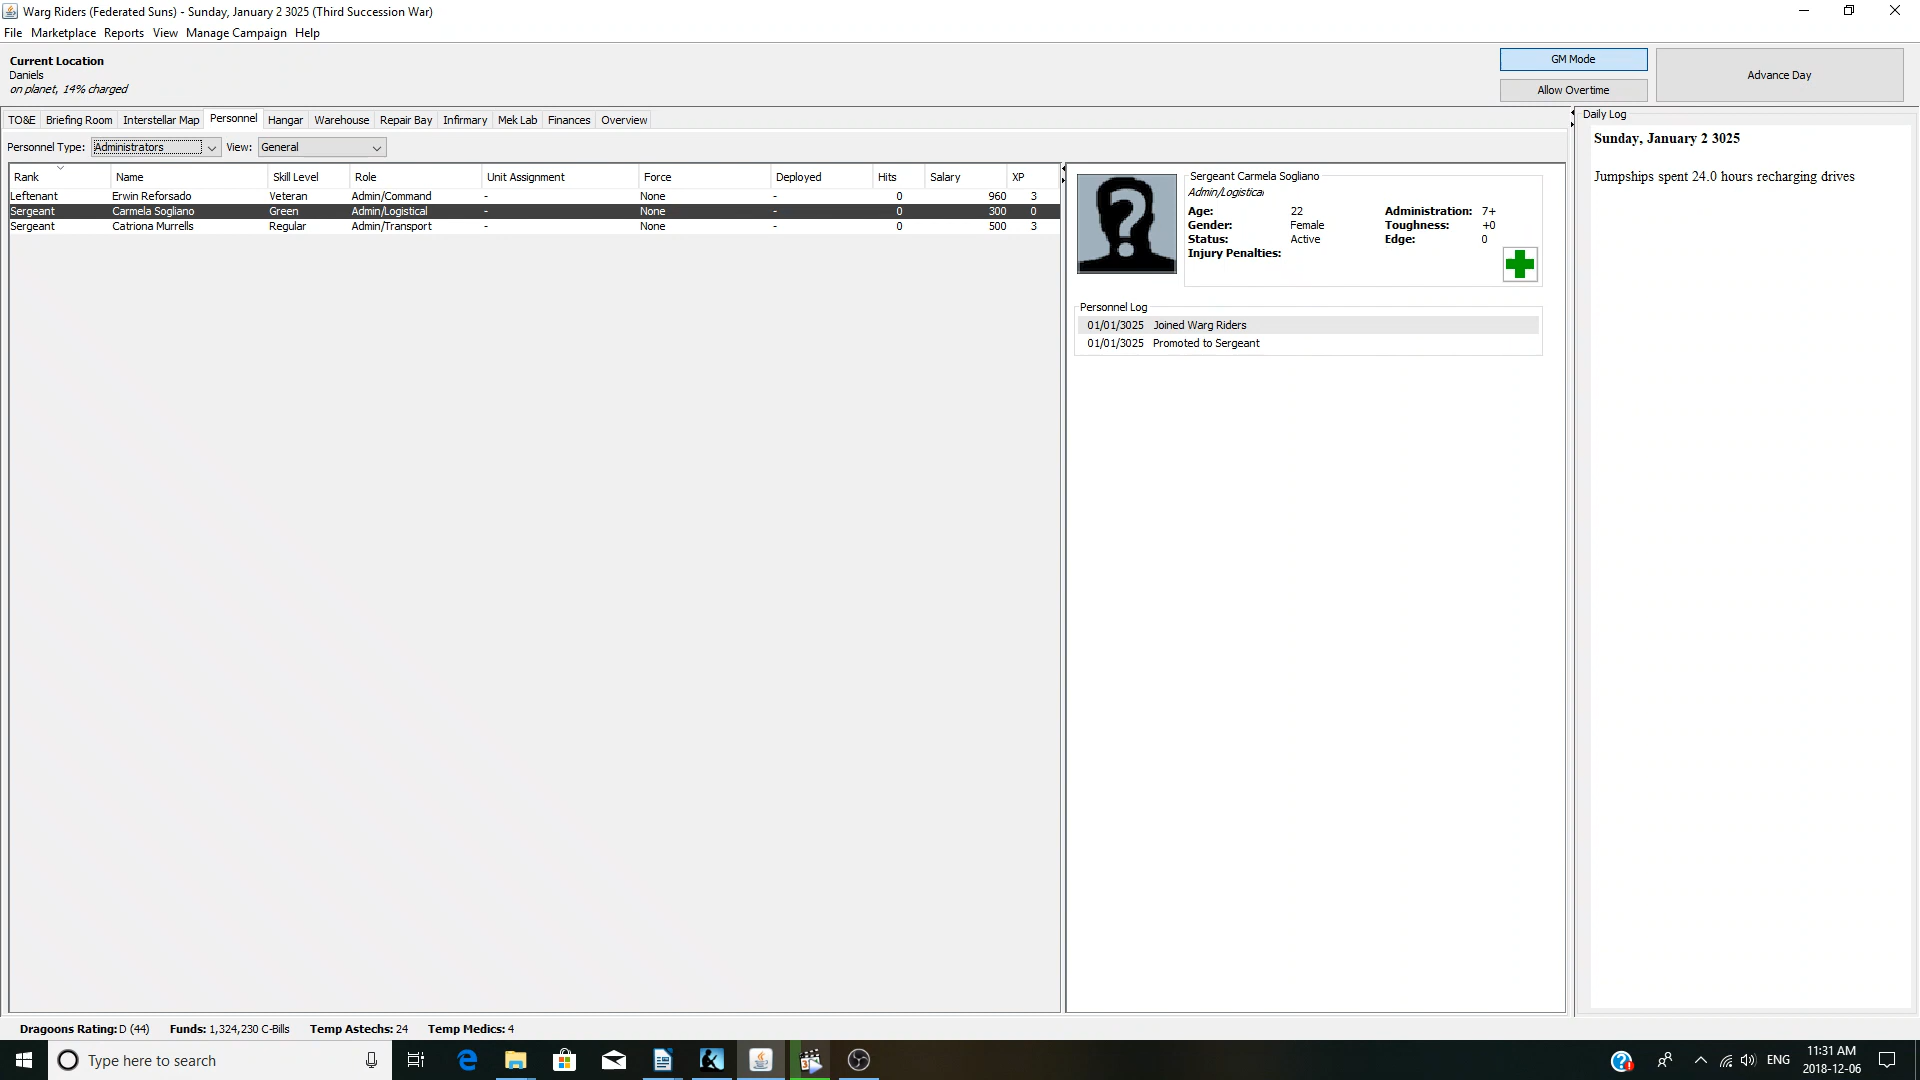 Warg Riders (Federated Suns) - Sunday, January 2 3025 (Third Succession War)
File Marketplace Reports View Manage Campaign Help
Current Location
Daniels
on planet, 14% charged
GM Mode
Allow Overtime
Advance Day
TO&E Briefing Room Interstellar Map Personnel Hangar Warehouse Repair Bay Infirmary Mek Lab Finances Overview
Personnel Type: Administrators View: General
Rank Name Skill Level Role Unit Assignment Force Deployed Hits Salary XP
Leftenant Erwin Reforsado Veteran Admin/Command - None - 0 960 3
Sergeant Carmela Sogliano Green Admin/Logistical - None - 0 300 0
Sergeant Catriona Murrells Regular Admin/Transport - None - 0 500 3
Sergeant Carmela Sogliano
Admin/Logistical
Age: 22 Administration: 7+
Gender: Female Toughness: +0
Status: Active Edge: 0
Injury Penalties:
Personnel Log
01/01/3025 Joined Warg Riders
01/01/3025 Promoted to Sergeant
Daily Log
Sunday, January 2 3025
Jumpships spent 24.0 hours recharging drives
Dragoons Rating: D (44) Funds: 1,324,230 C-Bills Temp Astechs: 24 Temp Medics: 4
Type here to search
ENG
11:31 AM
2018-12-06